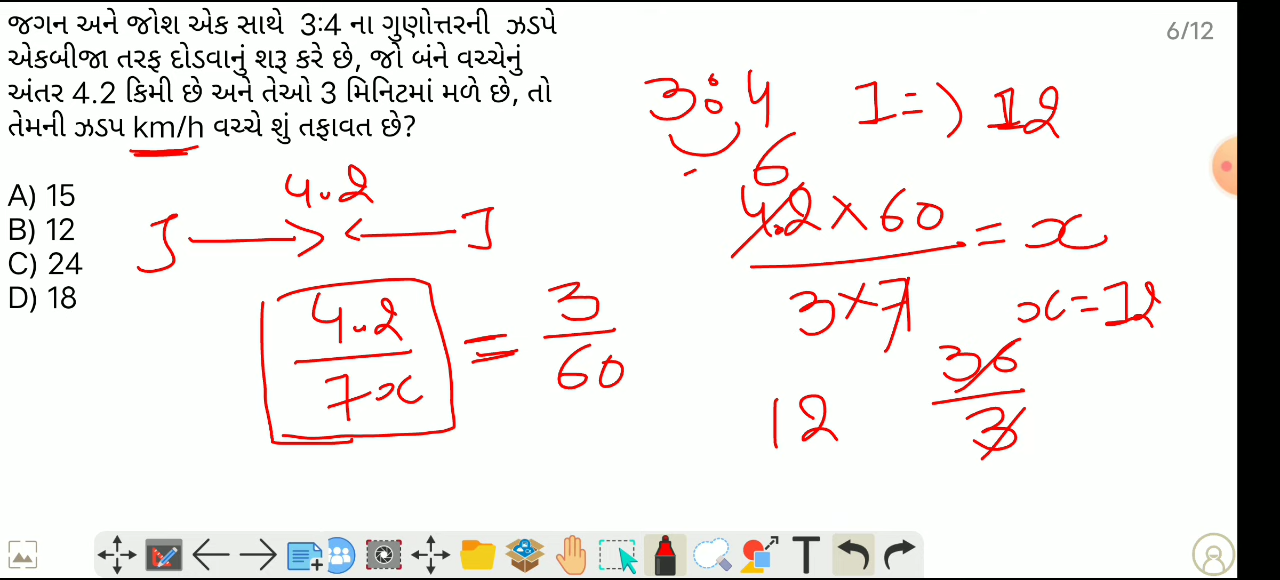 જગન અને જોશ એક સાથે 3:4 ના ગુણોત્તરની ઝડપે
એકબીજા તરફ દોડવાનું શરૂ કરે છે, જો બંને વચ્ચેનું
અંતર 4.2 કિમી છે અને તેઓ 3 મિનિટમાં મળે છે, તો
તેમની ઝડપ km/h વચ્ચે શું તફાવત છે?
6/12
A) 15
B) 12
C) 24
D) 18
4.2
J J
4.2 / 7x = 3 / 60
3 : 4 1 => 12
6
4.2 × 60 / 3 × 7 = x
x = 12
36 / 3
12
T